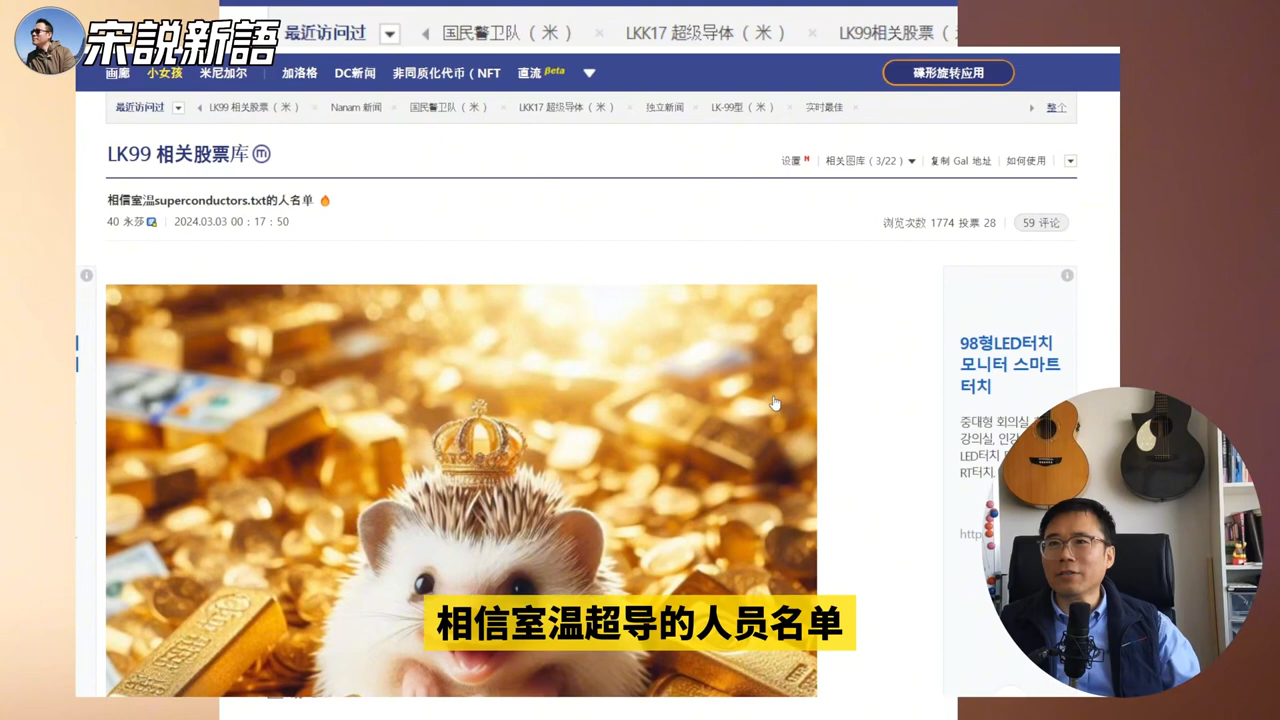 宋説新語
最近访问过 国民警卫队（米） × LKK17 超级导体（米） × LK99相关股票（
画廊 小女孩 米尼加尔 加洛格 DC新闻 非同质化代币（NFT 直流 Beta
碟形旋转应用
最近访问过 LK99 相关股票（米） × Nanam 新闻 × 国民警卫队（米） × LKK17 超级导体（米） × 独立新闻 × LK-99型（米） × 实时最佳 × 整个
LK99 相关股票库 m
设置 N 相关图库（3/22） 复制 Gal 地址 如何使用
相信室温superconductors.txt的人名单
40 永莎 2024.03.03 00：17：50
浏览次数 1774 投票 28 59 评论
98형LED터치
모니터 스마트
터치
중대형 회의실,
강의실, 인강
LED터치
RT터치
http
相信室温超导的人员名单